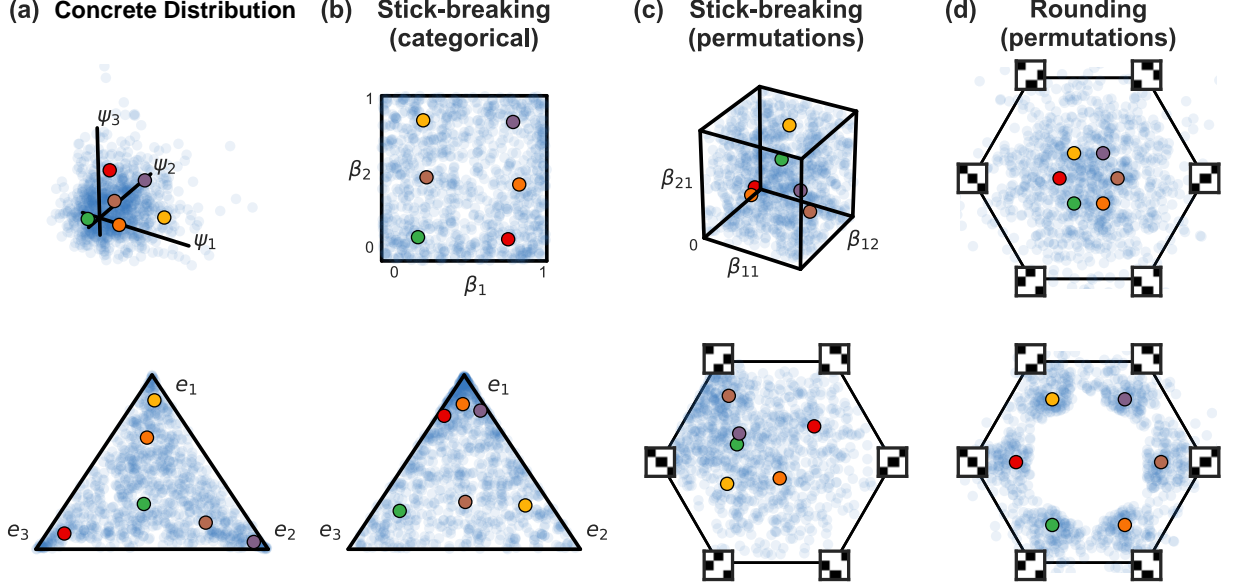 (a) Concrete Distribution
(b) Stick-breaking
(categorical)
(c) Stick-breaking
(permutations)
(d) Rounding
(permutations)
ψ₃
ψ₂
ψ₁
1
β₂
0
0
β₁
1
β₂₁
0
β₁₁
β₁₂
e₁
e₃
e₂
e₁
e₃
e₂